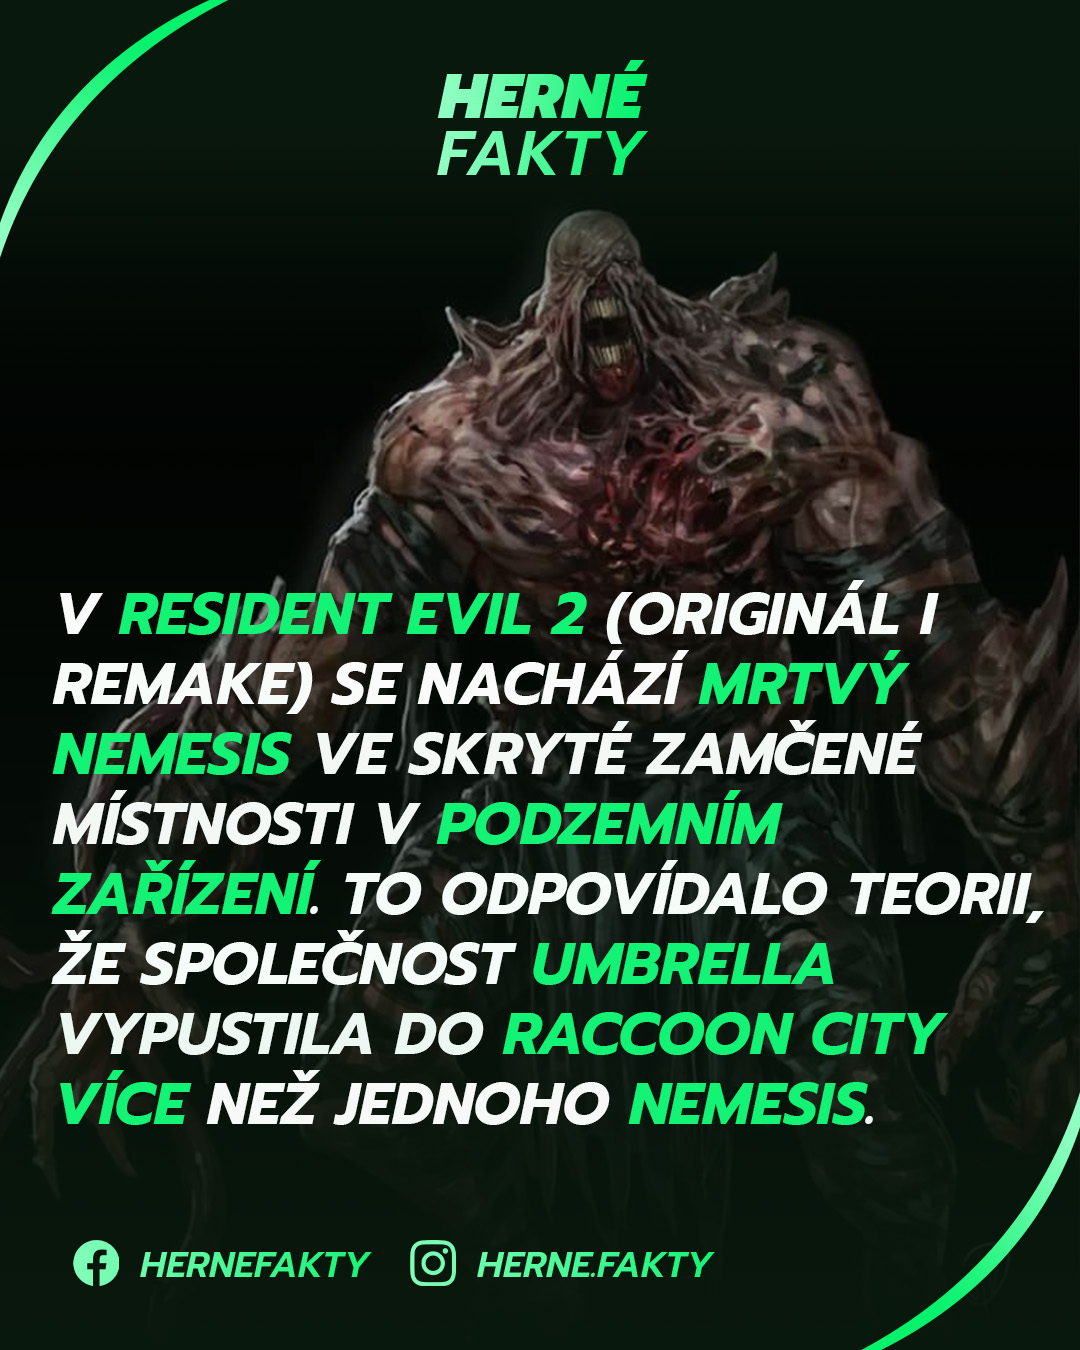 HERNÉ
FAKTY
V RESIDENT EVIL 2 (ORIGINÁL I
REMAKE) SE NACHÁZÍ MRTVÝ
NEMESIS VE SKRYTÉ ZAMČENÉ
MÍSTNOSTI V PODZEMNÍM
ZAŘÍZENÍ. TO ODPOVÍDALO TEORII,
ŽE SPOLEČNOST UMBRELLA
VYPUSTILA DO RACCOON CITY
VÍCE NEŽ JEDNOHO NEMESIS.
HERNEFAKTY HERNE.FAKTY